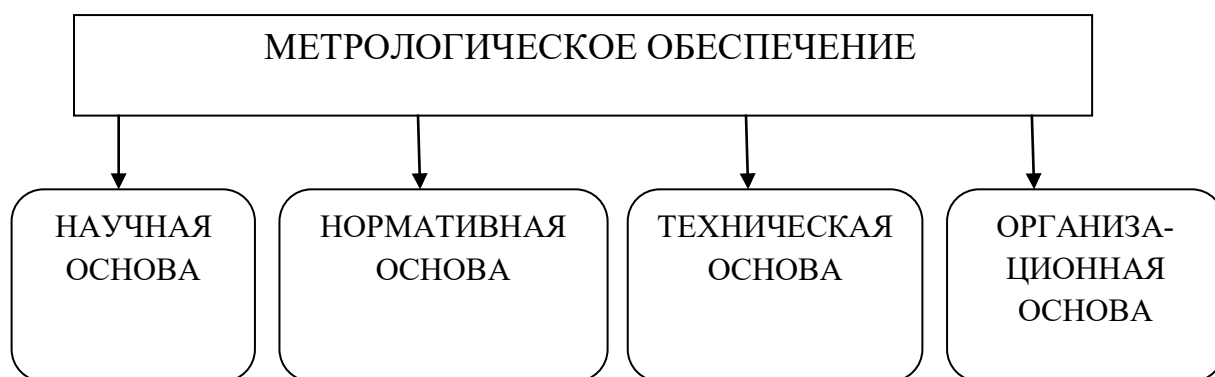 МЕТРОЛОГИЧЕСКОЕ ОБЕСПЕЧЕНИЕ
НАУЧНАЯ
ОСНОВА
НОРМАТИВНАЯ
ОСНОВА
ТЕХНИЧЕСКАЯ
ОСНОВА
ОРГАНИЗА-
ЦИОННАЯ
ОСНОВА